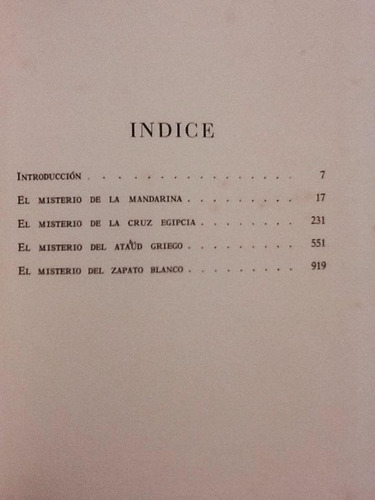 INDICE
INTRODUCCIÓN . . . . . . . . . . . . . . . . 7
EL MISTERIO DE LA MANDARINA . . . . . . . . . 17
EL MISTERIO DE LA CRUZ EGIPCIA . . . . . . . . 231
EL MISTERIO DEL ATAÚD GRIEGO . . . . . . . . 551
EL MISTERIO DEL ZAPATO BLANCO . . . . . . . . 919